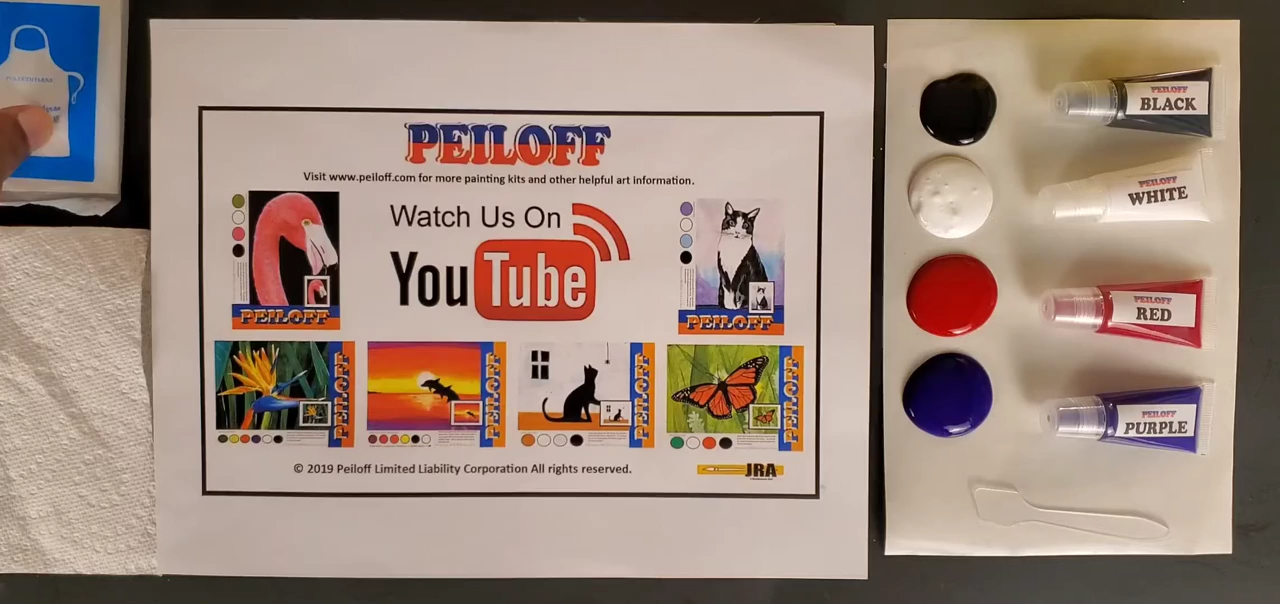 PEILOFF
Visit www.peiloff.com for more painting kits and other helpful art information.
Watch Us On
YouTube
PEILOFF
PEILOFF
PEILOFF
PEILOFF
PEILOFF
PEILOFF
© 2019 Peiloff Limited Liability Corporation All rights reserved.
JRA
PEILOFF
BLACK
PEILOFF
WHITE
PEILOFF
RED
PEILOFF
PURPLE